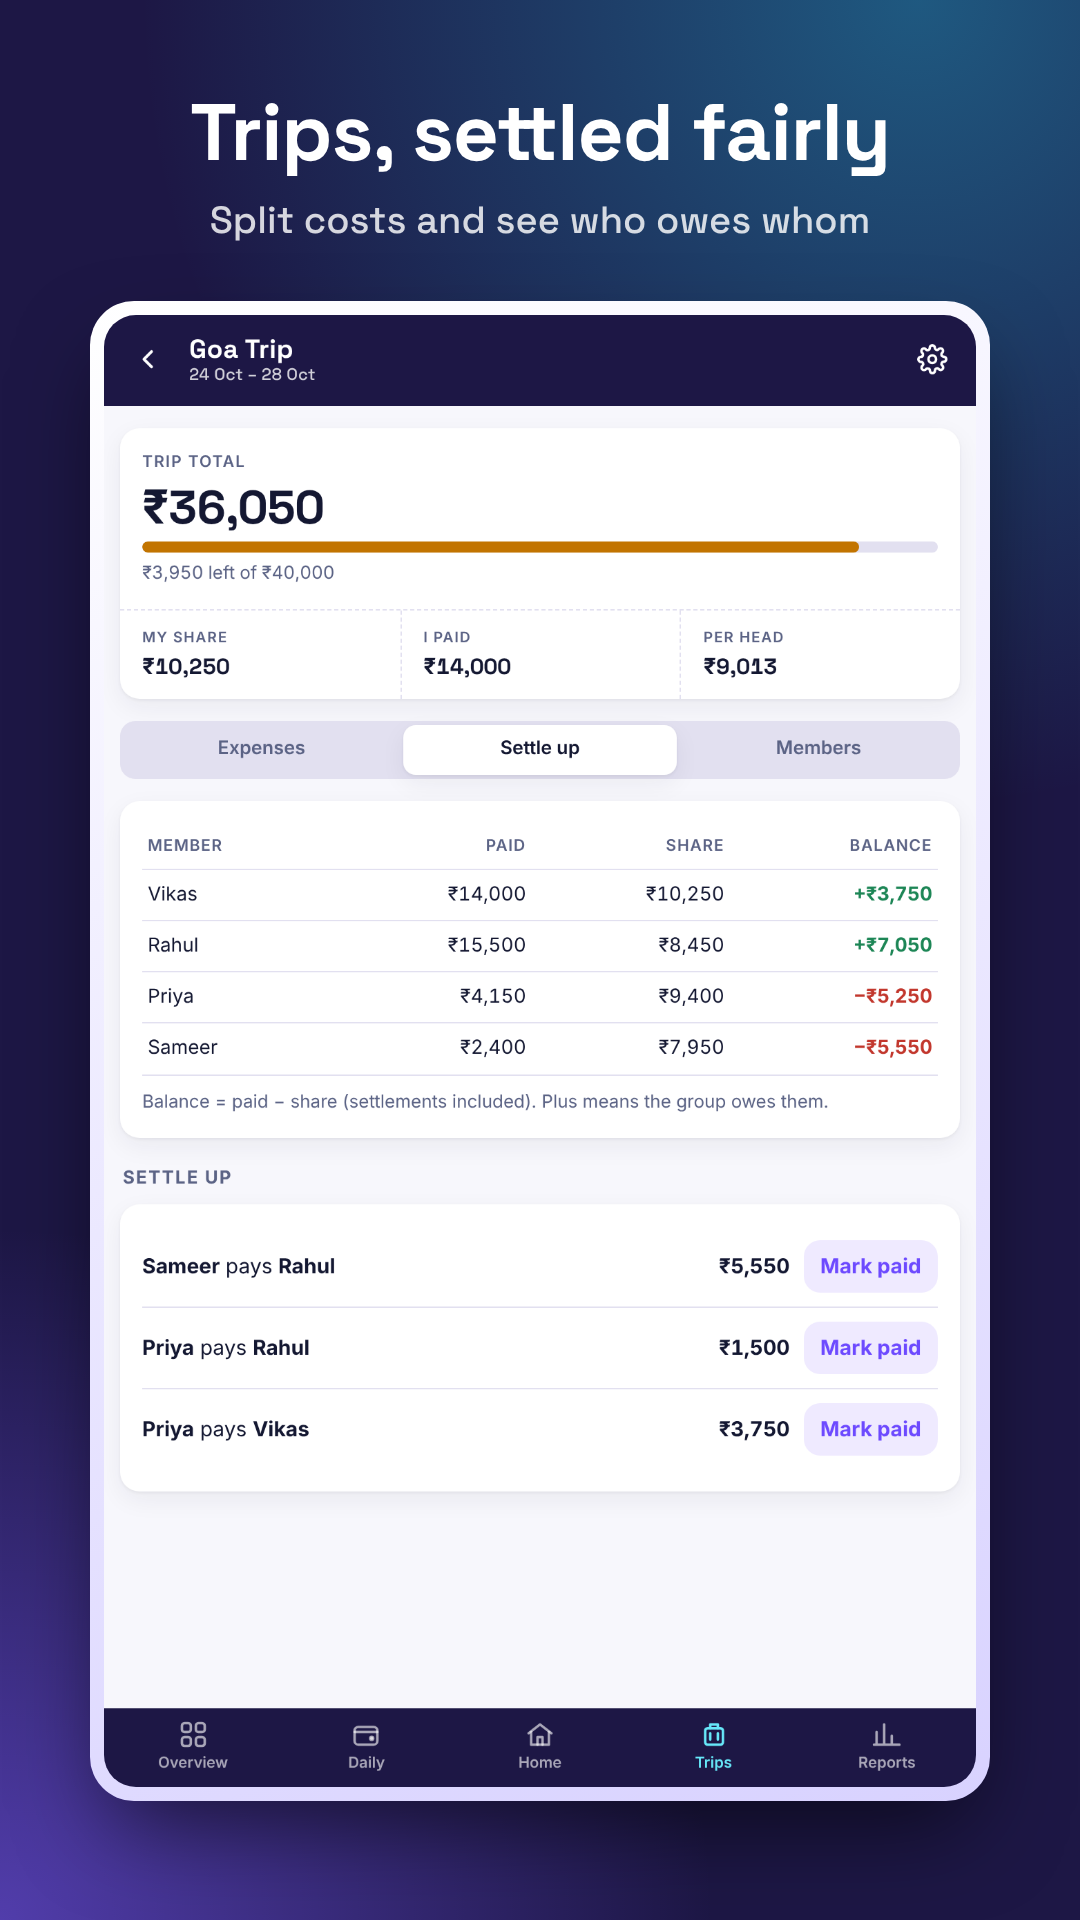 Trips, settled fairly
Split costs and see who owes whom
Goa Trip
24 Oct – 28 Oct
TRIP TOTAL
₹36,050
₹3,950 left of ₹40,000
MY SHARE I PAID PER HEAD
₹10,250 ₹14,000 ₹9,013
Expenses Settle up Members
MEMBER PAID SHARE BALANCE
Vikas ₹14,000 ₹10,250 +₹3,750
Rahul ₹15,500 ₹8,450 +₹7,050
Priya ₹4,150 ₹9,400 −₹5,250
Sameer ₹2,400 ₹7,950 −₹5,550
Balance = paid − share (settlements included). Plus means the group owes them.
SETTLE UP
Sameer pays Rahul ₹5,550 Mark paid
Priya pays Rahul ₹1,500 Mark paid
Priya pays Vikas ₹3,750 Mark paid
Overview Daily Home Trips Reports